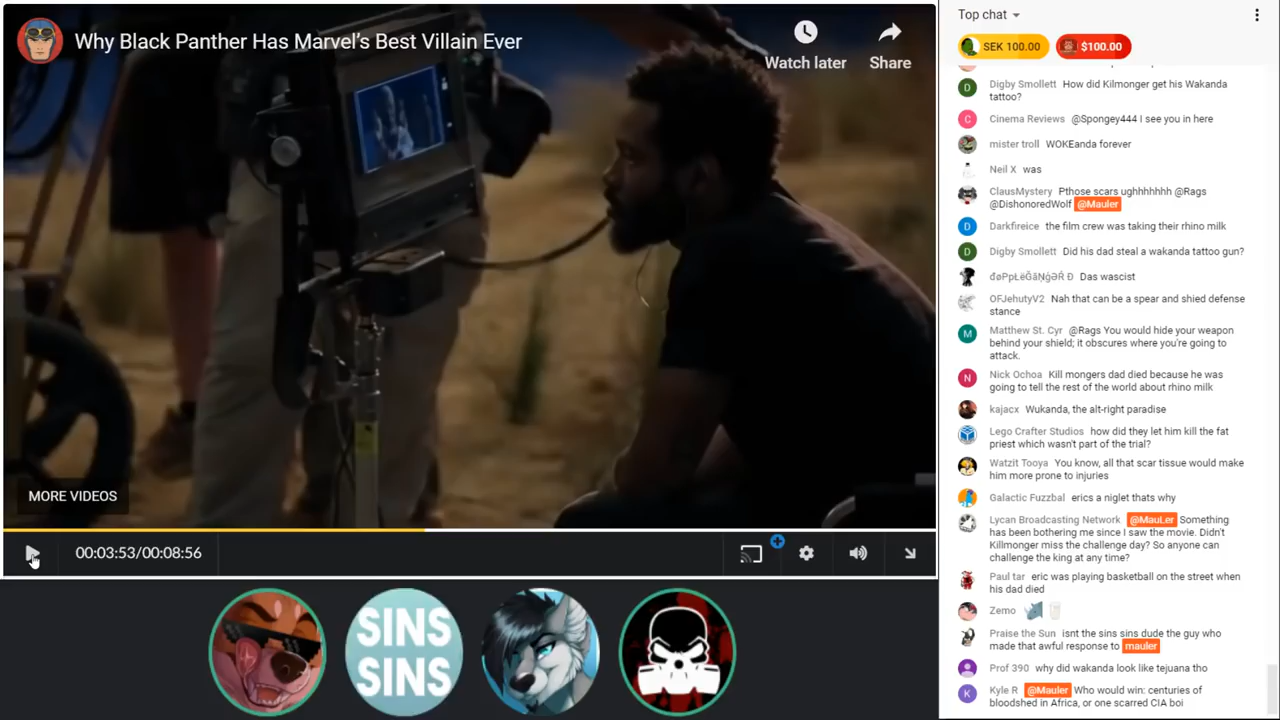 Why Black Panther Has Marvel's Best Villain Ever
Watch later
Share
MORE VIDEOS
00:03:53/00:08:56
SINS
SINS
Top chat
SEK 100.00
$100.00
Digby Smollett How did Kilmonger get his Wakanda
tattoo?
Cinema Reviews @Spongey444 I see you in here
mister troll WOKEanda forever
Neil X was
ClausMystery Pthose scars ughhhhhhh @Rags
@DishonoredWolf @Mauler
Darkfireice the film crew was taking their rhino milk
Digby Smollett Did his dad steal a wakanda tattoo gun?
Das wascist
OFJehutyV2 Nah that can be a spear and shied defense
stance
Matthew St. Cyr @Rags You would hide your weapon
behind your shield; it obscures where you're going to
attack.
Nick Ochoa Kill mongers dad died because he was
going to tell the rest of the world about rhino milk
kajacx Wukanda, the alt-right paradise
Lego Crafter Studios how did they let him kill the fat
priest which wasn't part of the trial?
Watzit Tooya You know, all that scar tissue would make
him more prone to injuries
Galactic Fuzzbal erics a niglet thats why
Lycan Broadcasting Network @MauLer Something
has been bothering me since I saw the movie. Didn't
Killmonger miss the challenge day? So anyone can
challenge the king at any time?
Paul tar eric was playing basketball on the street when
his dad died
Zemo
Praise the Sun isnt the sins sins dude the guy who
made that awful response to mauler
Prof 390 why did wakanda look like tejuana tho
Kyle R @Mauler Who would win: centuries of
bloodshed in Africa, or one scarred CIA boi